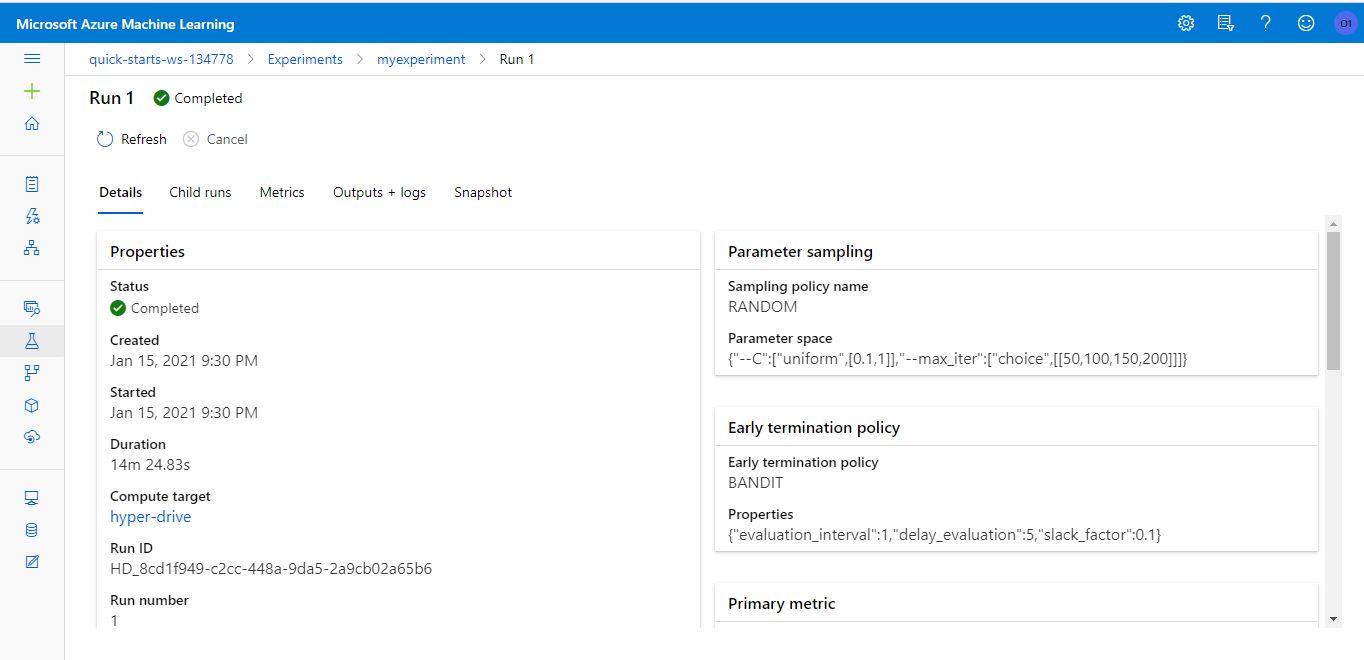 Microsoft Azure Machine Learning
O1
quick-starts-ws-134778 > Experiments > myexperiment > Run 1
Run 1 Completed
Refresh Cancel
Details Child runs Metrics Outputs + logs Snapshot
Properties
Status
Completed
Created
Jan 15, 2021 9:30 PM
Started
Jan 15, 2021 9:30 PM
Duration
14m 24.83s
Compute target
hyper-drive
Run ID
HD_8cd1f949-c2cc-448a-9da5-2a9cb02a65b6
Run number
1
Parameter sampling
Sampling policy name
RANDOM
Parameter space
{"--C":["uniform",[0.1,1]],"--max_iter":["choice",[[50,100,150,200]]]}
Early termination policy
Early termination policy
BANDIT
Properties
{"evaluation_interval":1,"delay_evaluation":5,"slack_factor":0.1}
Primary metric